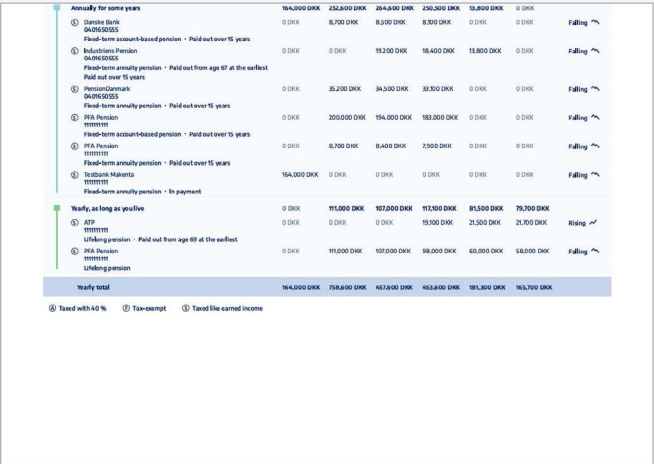 Annually for some years 164,000 DKK 252,600 DKK 264,600 DKK 250,500 DKK 13,800 DKK 0 DKK
Ⓢ Danske Bank 0 DKK 8,700 DKK 8,500 DKK 8,100 DKK 0 DKK 0 DKK Falling
0401650555
Fixed-term account-based pension • Paid out over 15 years
Ⓢ Industriens Pension 0 DKK 0 DKK 19,200 DKK 18,400 DKK 13,800 DKK 0 DKK Falling
0401650555
Fixed-term annuity pension • Paid out from age 67 at the earliest
Paid out over 15 years
Ⓢ PensionDanmark 0 DKK 35,200 DKK 34,500 DKK 33,100 DKK 0 DKK 0 DKK Falling
0401650555
Fixed-term annuity pension • Paid out over 15 years
Ⓢ PFA Pension 0 DKK 200,000 DKK 194,000 DKK 183,000 DKK 0 DKK 0 DKK Falling
1111111111
Fixed-term account-based pension • Paid out over 15 years
Ⓢ PFA Pension 0 DKK 8,700 DKK 8,400 DKK 7,900 DKK 0 DKK 0 DKK Falling
1111111111
Fixed-term annuity pension • Paid out over 15 years
Ⓢ Testbank Makenta 164,000 DKK 0 DKK 0 DKK 0 DKK 0 DKK 0 DKK Falling
1111111111
Fixed-term annuity pension • In payment
Yearly, as long as you live 0 DKK 111,000 DKK 107,000 DKK 117,100 DKK 81,500 DKK 79,700 DKK
Ⓢ ATP 0 DKK 0 DKK 0 DKK 19,100 DKK 21,500 DKK 21,700 DKK Rising
1111111111
Lifelong pension • Paid out from age 69 at the earliest
Ⓢ PFA Pension 0 DKK 111,000 DKK 107,000 DKK 98,000 DKK 60,000 DKK 58,000 DKK Falling
1111111111
Lifelong pension
Yearly total 164,000 DKK 758,600 DKK 457,600 DKK 453,600 DKK 181,300 DKK 165,700 DKK
Ⓐ Taxed with 40 % Ⓕ Tax-exempt Ⓢ Taxed like earned income